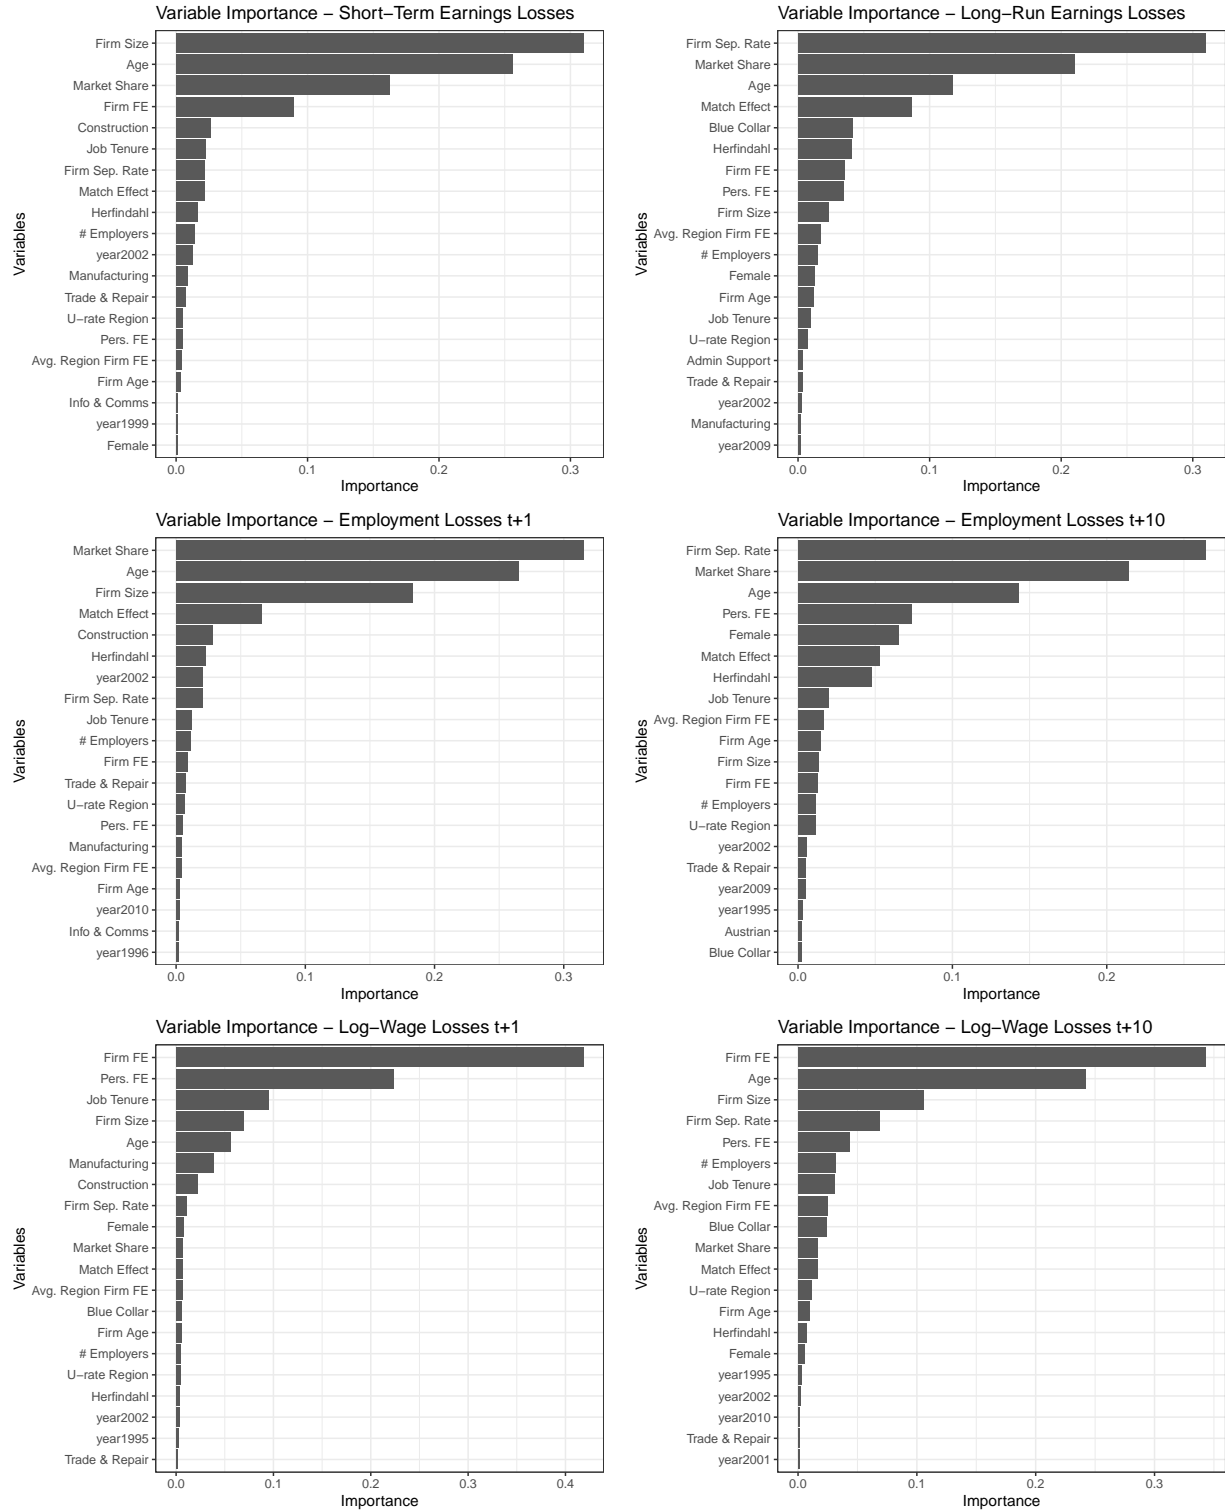 Variable Importance − Short−Term Earnings Losses
Firm Size
Age
Market Share
Firm FE
Construction
Job Tenure
Firm Sep. Rate
Match Effect
Herfindahl
# Employers
year2002
Manufacturing
Trade & Repair
U−rate Region
Pers. FE
Avg. Region Firm FE
Firm Age
Info & Comms
year1999
Female
0.0 0.1 0.2 0.3
Importance
Variables
Variable Importance − Long−Run Earnings Losses
Firm Sep. Rate
Market Share
Age
Match Effect
Blue Collar
Herfindahl
Firm FE
Pers. FE
Firm Size
Avg. Region Firm FE
# Employers
Female
Firm Age
Job Tenure
U−rate Region
Admin Support
Trade & Repair
year2002
Manufacturing
year2009
0.0 0.1 0.2 0.3
Importance
Variables
Variable Importance − Employment Losses t+1
Market Share
Age
Firm Size
Match Effect
Construction
Herfindahl
year2002
Firm Sep. Rate
Job Tenure
# Employers
Firm FE
Trade & Repair
U−rate Region
Pers. FE
Manufacturing
Avg. Region Firm FE
Firm Age
year2010
Info & Comms
year1996
0.0 0.1 0.2 0.3
Importance
Variables
Variable Importance − Employment Losses t+10
Firm Sep. Rate
Market Share
Age
Pers. FE
Female
Match Effect
Herfindahl
Job Tenure
Avg. Region Firm FE
Firm Age
Firm Size
Firm FE
# Employers
U−rate Region
year2002
Trade & Repair
year2009
year1995
Austrian
Blue Collar
0.0 0.1 0.2
Importance
Variables
Variable Importance − Log−Wage Losses t+1
Firm FE
Pers. FE
Job Tenure
Firm Size
Age
Manufacturing
Construction
Firm Sep. Rate
Female
Market Share
Match Effect
Avg. Region Firm FE
Blue Collar
Firm Age
# Employers
U−rate Region
Herfindahl
year2002
year1995
Trade & Repair
0.0 0.1 0.2 0.3 0.4
Importance
Variables
Variable Importance − Log−Wage Losses t+10
Firm FE
Age
Firm Size
Firm Sep. Rate
Pers. FE
# Employers
Job Tenure
Avg. Region Firm FE
Blue Collar
Market Share
Match Effect
U−rate Region
Firm Age
Herfindahl
Female
year1995
year2002
year2010
Trade & Repair
year2001
0.0 0.1 0.2 0.3
Importance
Variables